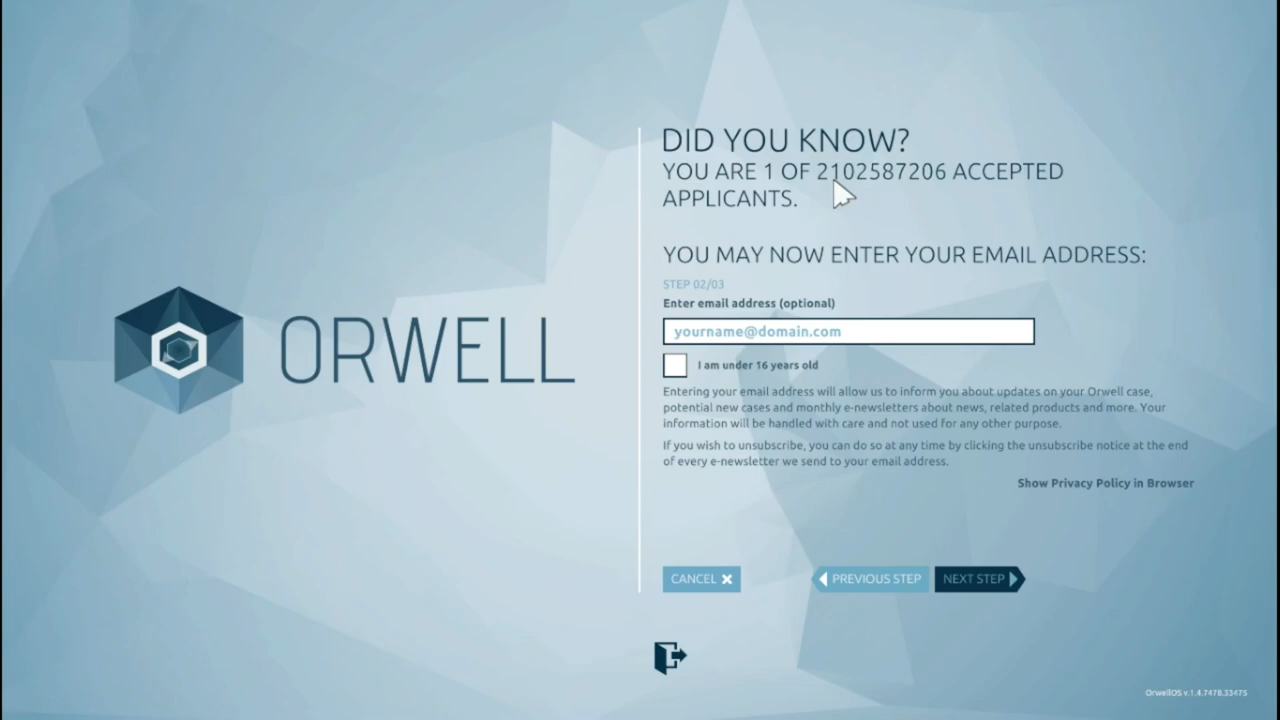 DID YOU KNOW?
YOU ARE 1 OF 2102587206 ACCEPTED
APPLICANTS.
YOU MAY NOW ENTER YOUR EMAIL ADDRESS:
STEP 02/03
Enter email address (optional)
yourname@domain.com
I am under 16 years old
Entering your email address will allow us to inform you about updates on your Orwell case,
potential new cases and monthly e-newsletters about news, related products and more. Your
information will be handled with care and not used for any other purpose.
If you wish to unsubscribe, you can do so at any time by clicking the unsubscribe notice at the end
of every e-newsletter we send to your email address.
Show Privacy Policy in Browser
ORWELL
CANCEL
PREVIOUS STEP
NEXT STEP
OrwellOS v.1.4.7478.33475